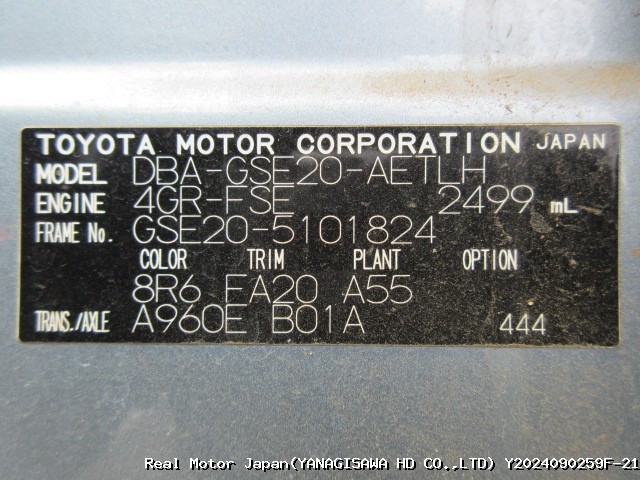 TOYOTA MOTOR CORPORATION JAPAN
MODEL DBA-GSE20-AETLH
ENGINE 4GR-FSE 2499 mL
FRAME No. GSE20-5101824
COLOR TRIM PLANT OPTION
8R6 FA20 A55
TRANS./AXLE A960E B01A 444
Real Motor Japan(YANAGISAWA HD CO.,LTD) Y2024090259F-21